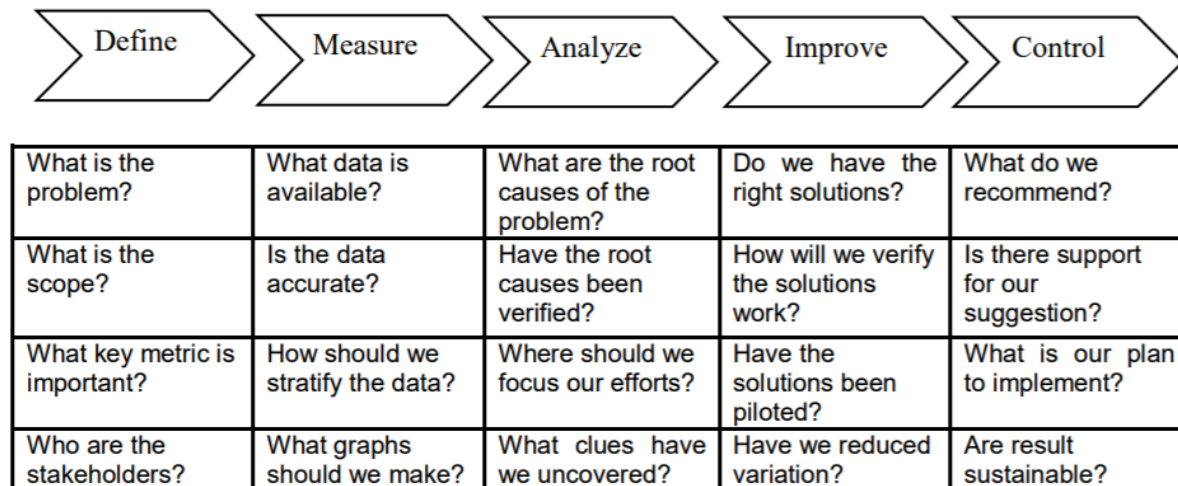 Define
Measure
Analyze
Improve
Control
What is the
problem?
What data is
available?
What are the root
causes of the
problem?
Do we have the
right solutions?
What do we
recommend?
What is the
scope?
Is the data
accurate?
Have the root
causes been
verified?
How will we verify
the solutions
work?
Is there support
for our
suggestion?
What key metric is
important?
How should we
stratify the data?
Where should we
focus our efforts?
Have the
solutions been
piloted?
What is our plan
to implement?
Who are the
stakeholders?
What graphs
should we make?
What clues have
we uncovered?
Have we reduced
variation?
Are result
sustainable?